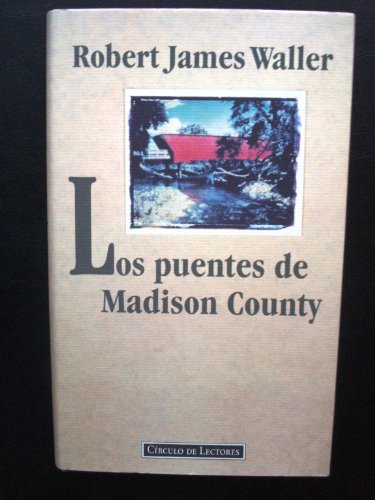 Robert James Waller
Los puentes de
Madison County
CÍRCULO DE LECTORES